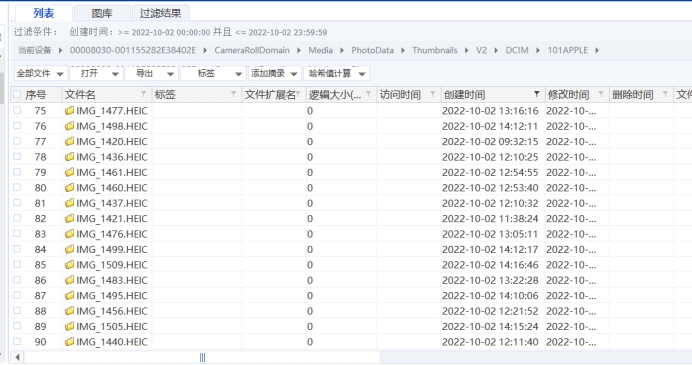 列表 图库 过滤结果
过滤条件： 创建时间：>= 2022-10-02 00:00:00 并且 <= 2022-10-02 23:59:59
当前设备 00008030-001155282E38402E CameraRollDomain Media PhotoData Thumbnails V2 DCIM 101APPLE
全部文件 打开 导出 标签 添加摘录 哈希值计算
序号 文件名 标签 文件扩展名 逻辑大小(... 访问时间 创建时间 修改时间 删除时间
75 IMG_1477.HEIC 0 2022-10-02 13:16:16 2022-10-...
76 IMG_1498.HEIC 0 2022-10-02 14:12:11 2022-10-...
77 IMG_1420.HEIC 0 2022-10-02 09:32:15 2022-10-...
78 IMG_1436.HEIC 0 2022-10-02 12:10:25 2022-10-...
79 IMG_1461.HEIC 0 2022-10-02 12:54:55 2022-10-...
80 IMG_1460.HEIC 0 2022-10-02 12:53:40 2022-10-...
81 IMG_1437.HEIC 0 2022-10-02 12:10:32 2022-10-...
82 IMG_1421.HEIC 0 2022-10-02 11:38:24 2022-10-...
83 IMG_1476.HEIC 0 2022-10-02 13:05:11 2022-10-...
84 IMG_1499.HEIC 0 2022-10-02 14:12:17 2022-10-...
85 IMG_1509.HEIC 0 2022-10-02 14:16:46 2022-10-...
86 IMG_1483.HEIC 0 2022-10-02 13:22:28 2022-10-...
87 IMG_1495.HEIC 0 2022-10-02 14:10:06 2022-10-...
88 IMG_1456.HEIC 0 2022-10-02 12:21:52 2022-10-...
89 IMG_1505.HEIC 0 2022-10-02 14:15:24 2022-10-...
90 IMG_1440.HEIC 0 2022-10-02 12:11:40 2022-10-...